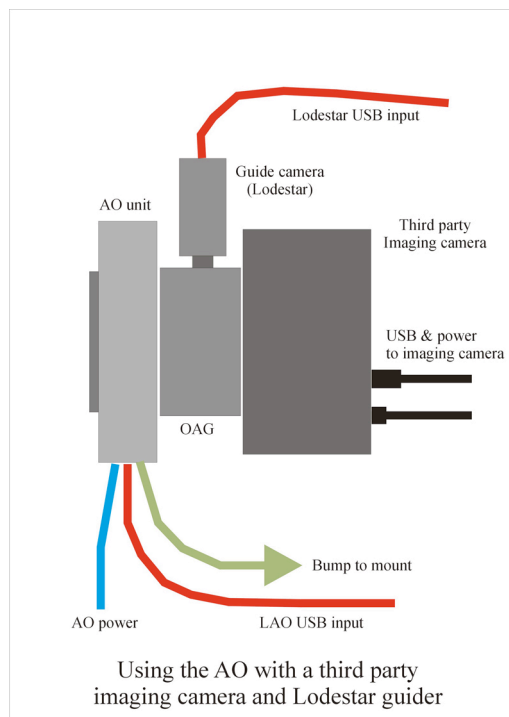 Lodestar USB input
Guide camera
(Lodestar)
AO unit
Third party
Imaging camera
USB & power
to imaging camera
OAG
Bump to mount
AO power
LAO USB input
Using the AO with a third party
imaging camera and Lodestar guider